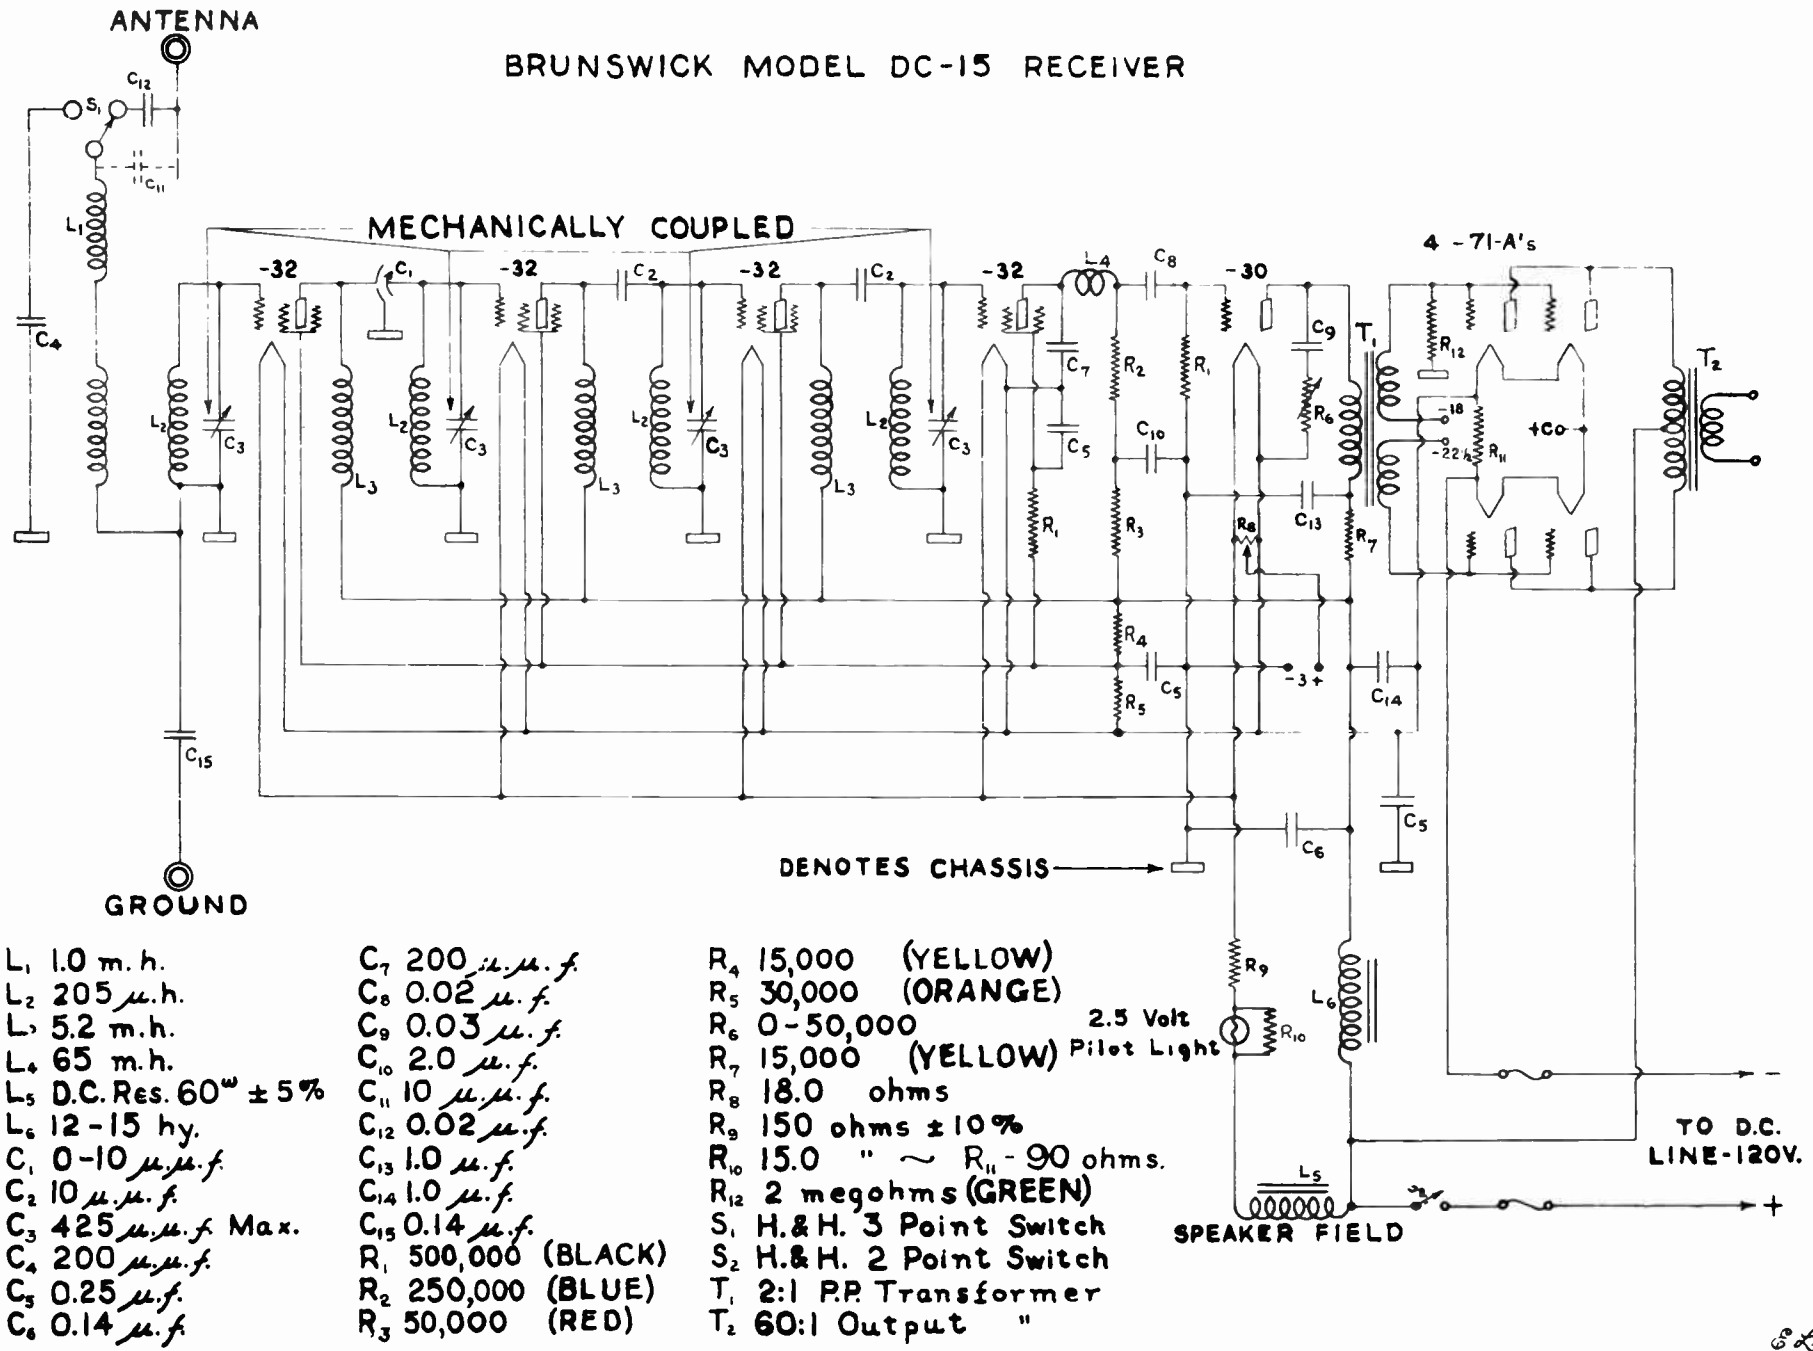 ANTENNA
BRUNSWICK MODEL DC-15 RECEIVER
C₁₂
S₁
C₁₁
L₁
MECHANICALLY COUPLED
4 -71-A's
-32
C₁
-32
C₂
-32
C₂
-32
L₄
C₈
-30
C₄
C₉
T₁
R₁₂
T₂
C₇
R₂
R₁
R₆
L₂
C₃
L₂
C₃
L₂
C₃
L₂
C₃
-18
+C
-22½
R₁₁
C₅
C₁₀
L₃
L₃
L₃
R₁
R₃
R₈
C₁₃
R₇
R₄
C₅
-3+
C₁₄
R₅
C₁₅
C₅
C₆
DENOTES CHASSIS
GROUND
R₉
L₆
2.5 Volt
Pilot Light
R₁₀
-
TO D.C.
LINE-120V.
+
L₅
SPEAKER FIELD
L₁ 1.0 m.h.
L₂ 205 μ.h.
L₃ 5.2 m.h.
L₄ 65 m.h.
L₅ D.C. Res. 60ʷ ± 5%
L₆ 12-15 hy.
C₁ 0-10 μ.μ.f.
C₂ 10 μ.μ.f.
C₃ 425 μ.μ.f. Max.
C₄ 200 μ.μ.f.
C₅ 0.25 μ.f.
C₆ 0.14 μ.f.
C₇ 200 μ.μ.f.
C₈ 0.02 μ.f.
C₉ 0.03 μ.f.
C₁₀ 2.0 μ.f.
C₁₁ 10 μ.μ.f.
C₁₂ 0.02 μ.f.
C₁₃ 1.0 μ.f.
C₁₄ 1.0 μ.f.
C₁₅ 0.14 μ.f.
R₁ 500,000 (BLACK)
R₂ 250,000 (BLUE)
R₃ 50,000 (RED)
R₄ 15,000 (YELLOW)
R₅ 30,000 (ORANGE)
R₆ 0-50,000
R₇ 15,000 (YELLOW)
R₈ 18.0 ohms
R₉ 150 ohms ± 10%
R₁₀ 15.0 " ~ R₁₁ - 90 ohms.
R₁₂ 2 megohms (GREEN)
S₁ H.&H. 3 Point Switch
S₂ H.&H. 2 Point Switch
T₁ 2:1 P.P. Transformer
T₂ 60:1 Output "